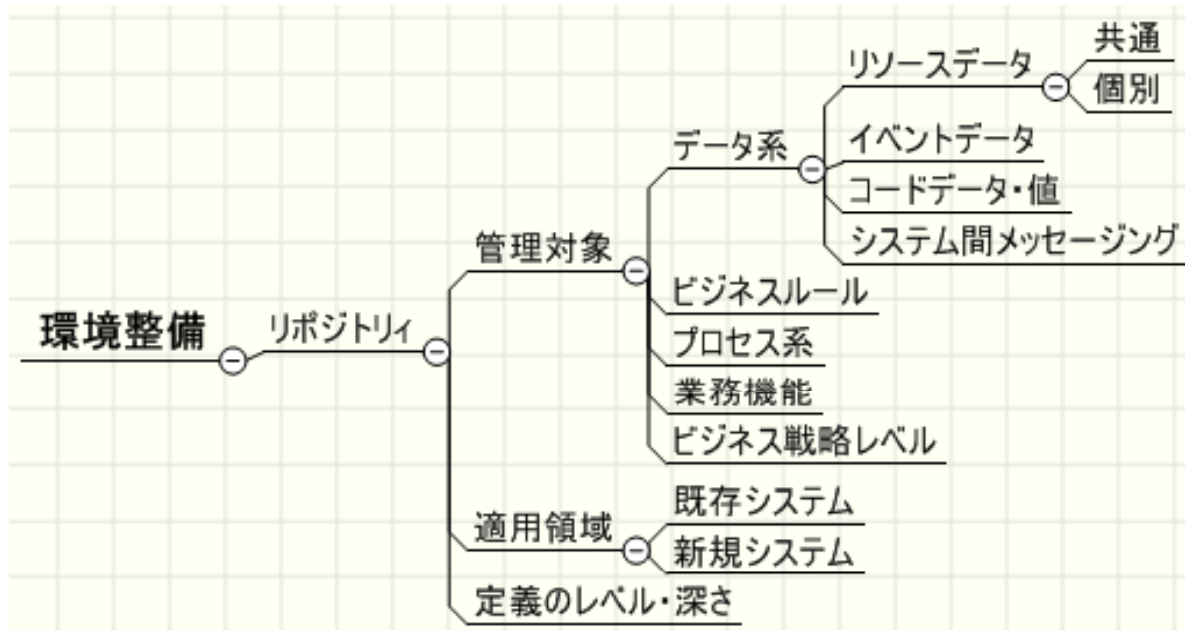 環境整備
リポジトリィ
管理対象
データ系
リソースデータ
共通
個別
イベントデータ
コードデータ・値
システム間メッセージング
ビジネスルール
プロセス系
業務機能
ビジネス戦略レベル
適用領域
既存システム
新規システム
定義のレベル・深さ